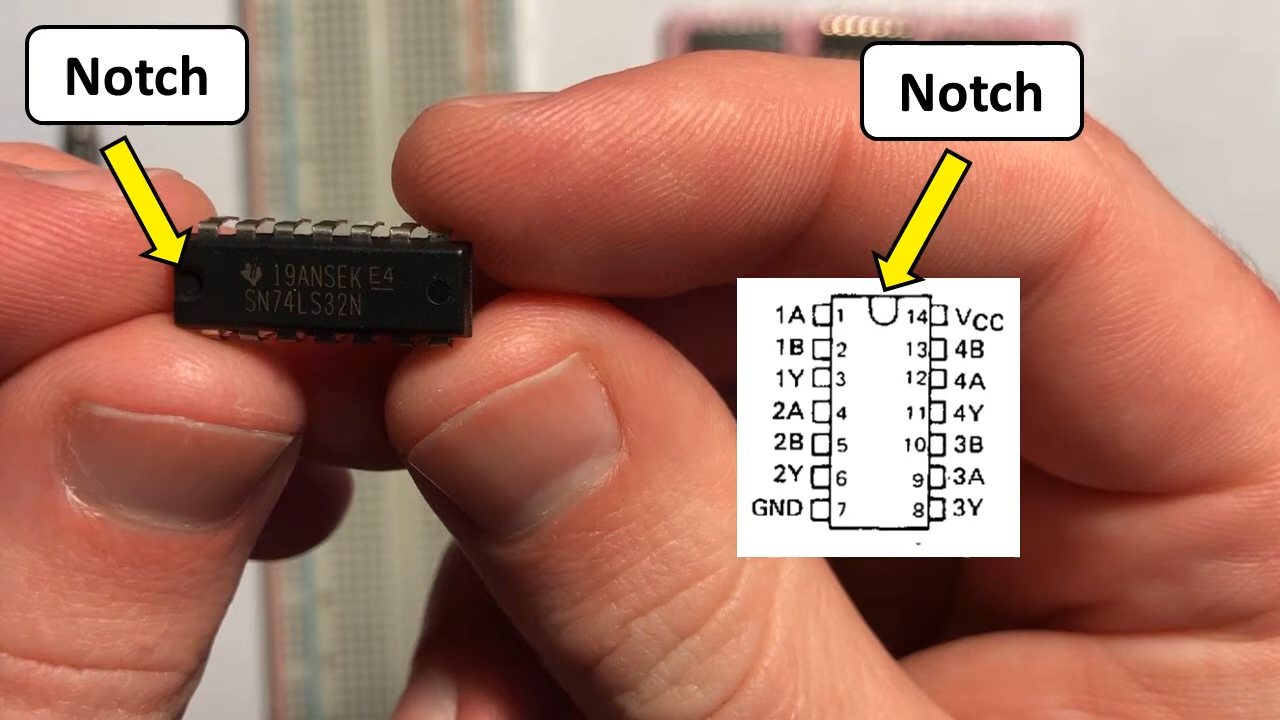 Notch
Notch
19ANSEK E4
SN74LS32N
1A 1 14 VCC
1B 2 13 4B
1Y 3 12 4A
2A 4 11 4Y
2B 5 10 3B
2Y 6 9 3A
GND 7 8 3Y